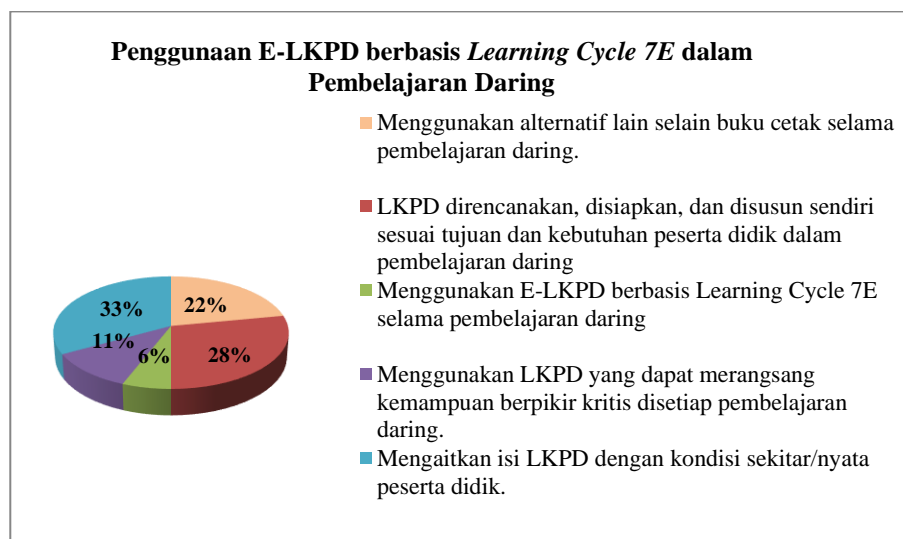 Penggunaan E-LKPD berbasis Learning Cycle 7E dalam
Pembelajaran Daring
Menggunakan alternatif lain selain buku cetak selama
pembelajaran daring.
LKPD direncanakan, disiapkan, dan disusun sendiri
sesuai tujuan dan kebutuhan peserta didik dalam
pembelajaran daring
Menggunakan E-LKPD berbasis Learning Cycle 7E
selama pembelajaran daring
Menggunakan LKPD yang dapat merangsang
kemampuan berpikir kritis disetiap pembelajaran
daring.
Mengaitkan isi LKPD dengan kondisi sekitar/nyata
peserta didik.
33%
22%
11%
6%
28%